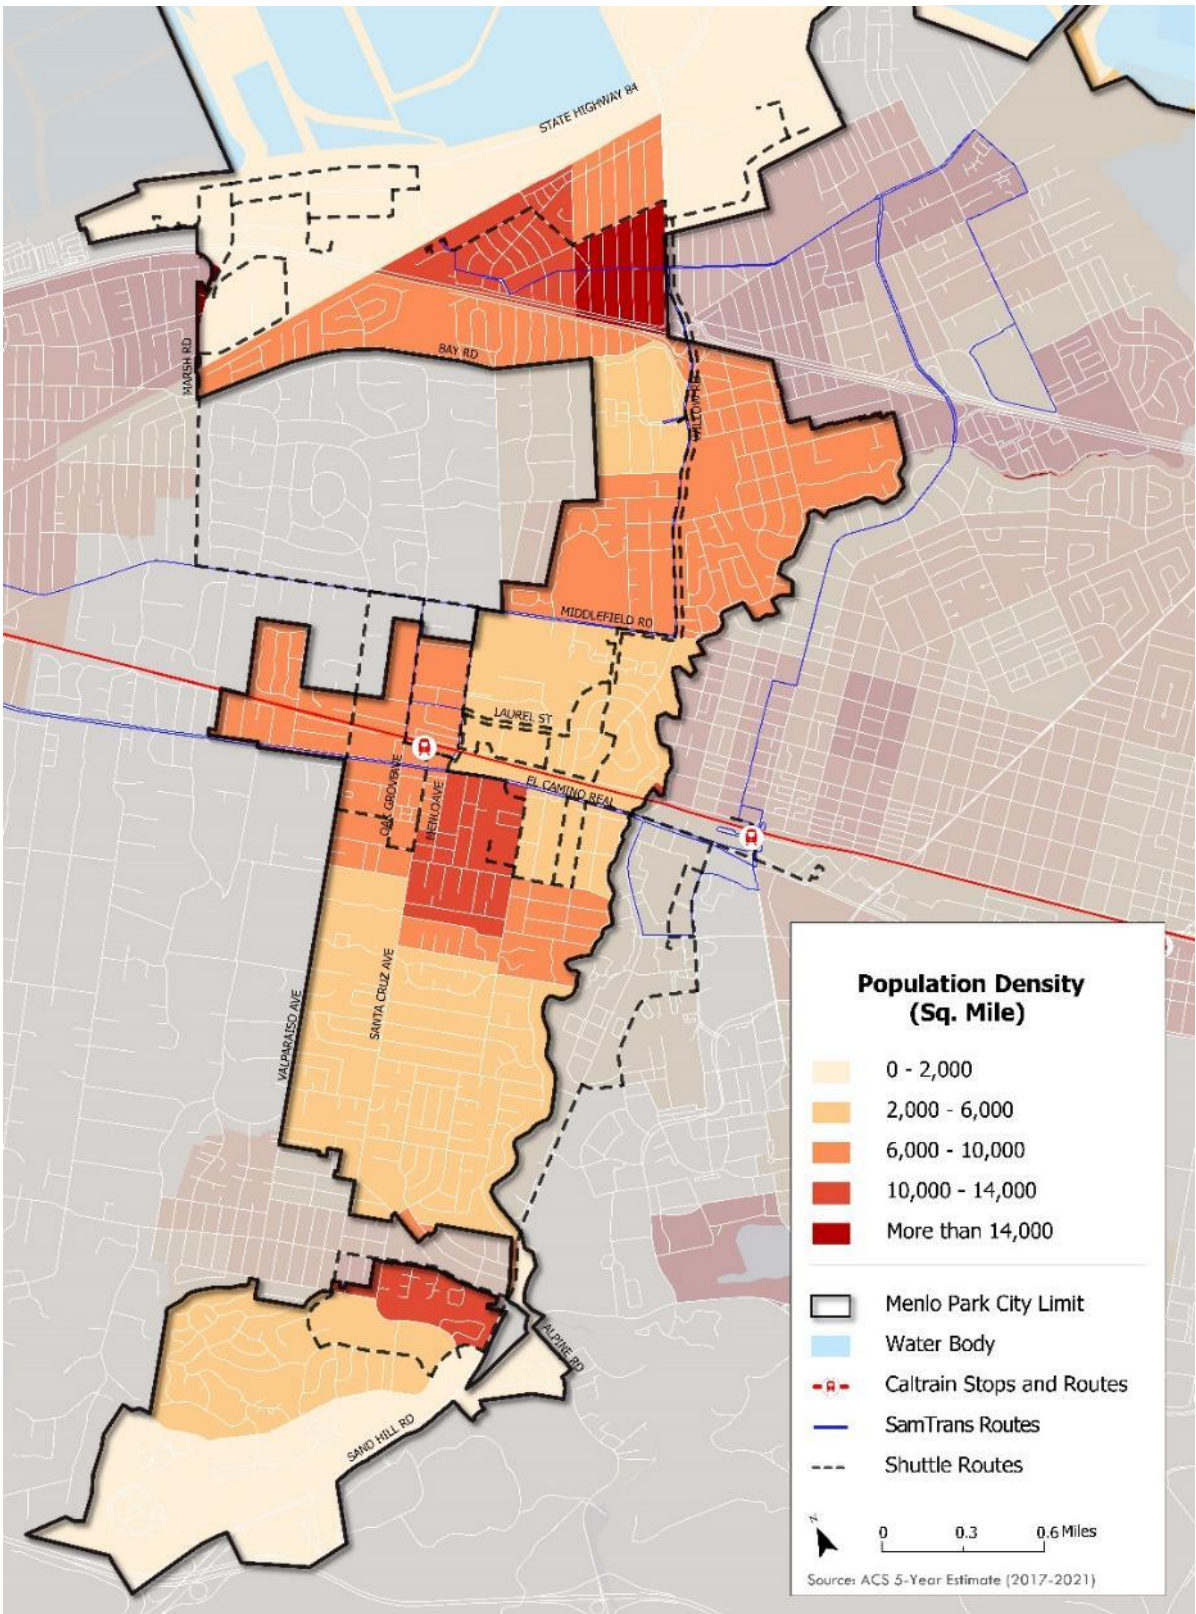 STATE HIGHWAY 84
MARSH RD
BAY RD
WILLOW RD
MIDDLEFIELD RD
LAUREL ST
EL CAMINO REAL
OAK GROVE AVE
MENLO AVE
SANTA CRUZ AVE
VALPARAISO AVE
ALPINE RD
SAND HILL RD
Population Density
(Sq. Mile)
0 - 2,000
2,000 - 6,000
6,000 - 10,000
10,000 - 14,000
More than 14,000
Menlo Park City Limit
Water Body
Caltrain Stops and Routes
SamTrans Routes
Shuttle Routes
N
0 0.3 0.6 Miles
Source: ACS 5-Year Estimate (2017-2021)